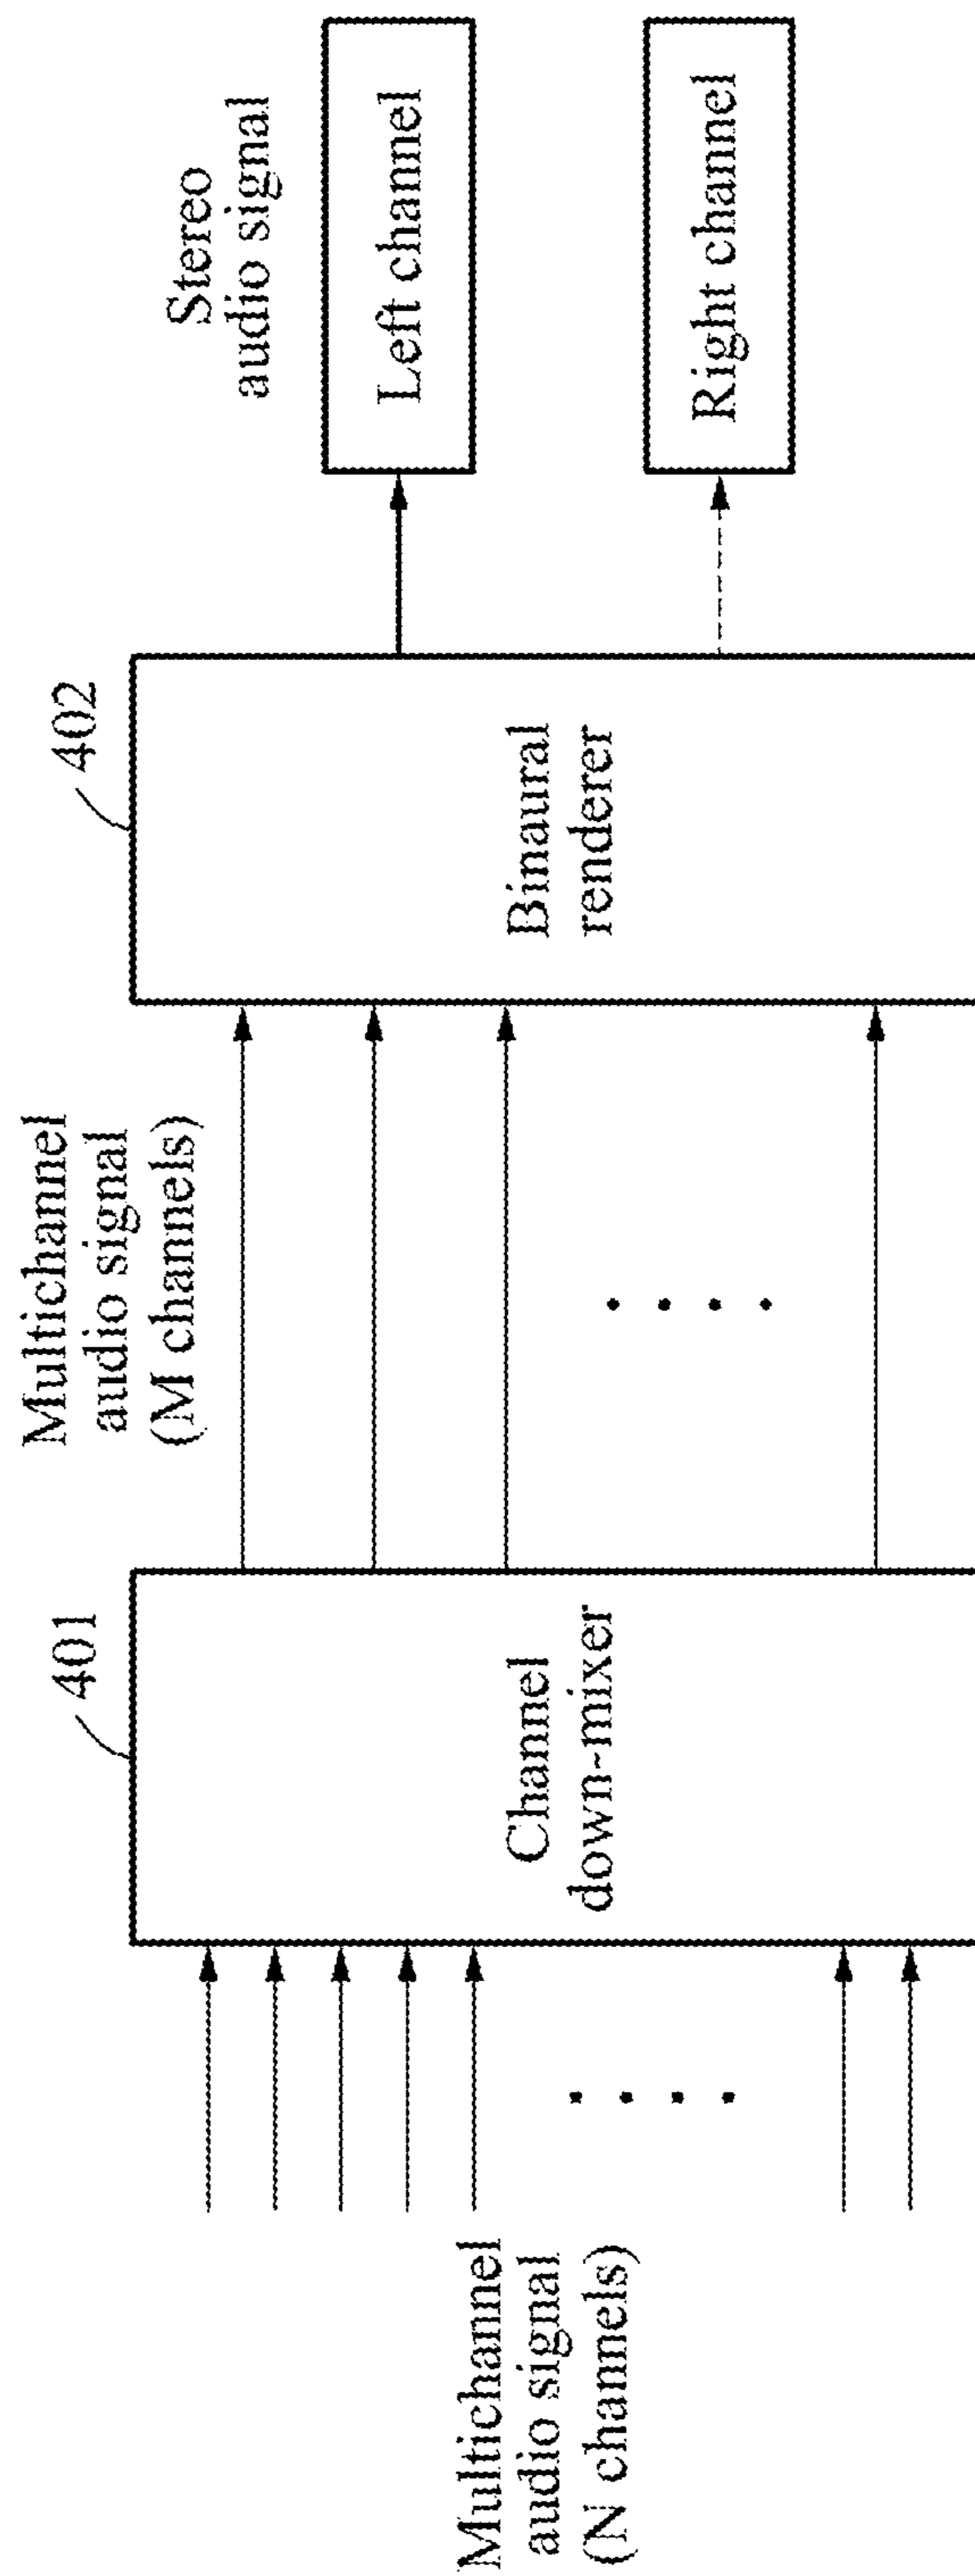 Multichannel
audio signal
(N channels)
401
Channel
down-mixer
Multichannel
audio signal
(M channels)
402
Binaural
renderer
Stereo
audio signal
Left channel
Right channel